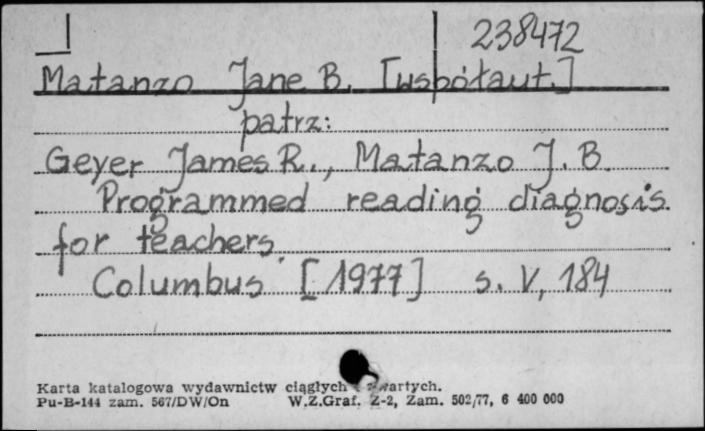 238472
Matanzo Jane B. [współaut.]
patrz:
Geyer James R., Matanzo J. B.
Programmed reading diagnosis
for teachers.
Columbus [1977] s. V, 184
Karta katalogowa wydawnictw ciągłych i zwartych.
Pu-B-144 zam. 567/DW/On W.Z.Graf. Z-2, Zam. 502/77, 6 400 000